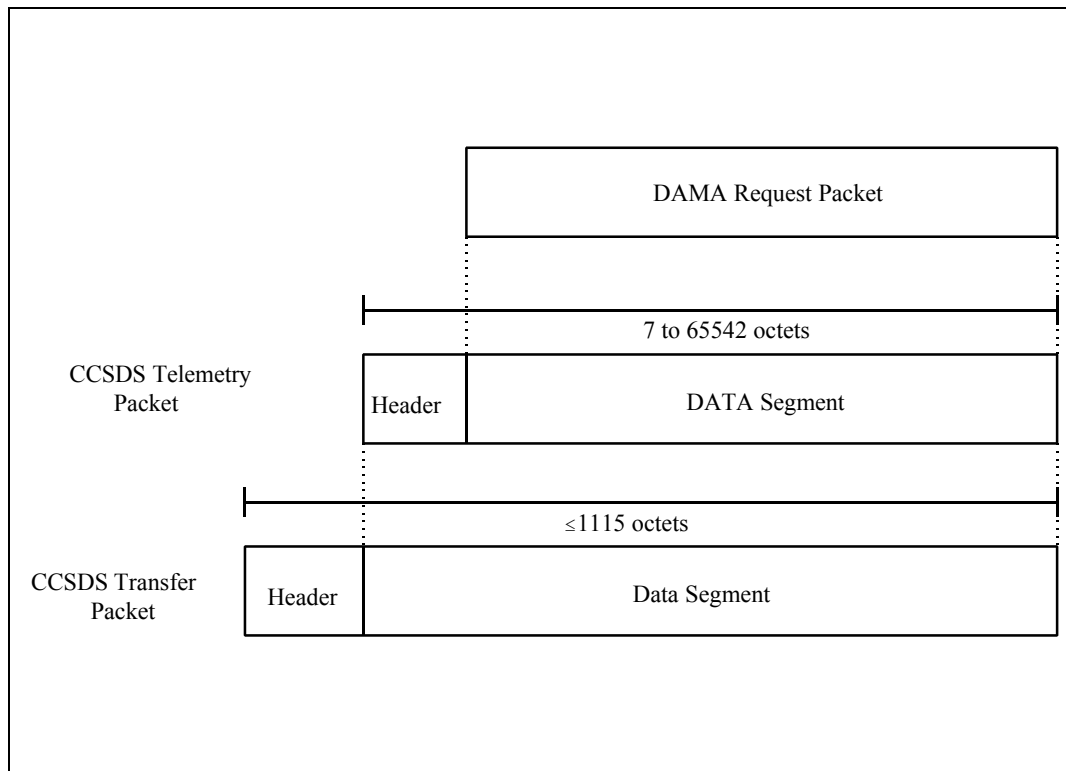 DAMA Request Packet
7 to 65542 octets
CCSDS Telemetry
Packet
Header
DATA Segment
≤1115 octets
CCSDS Transfer
Packet
Header
Data Segment